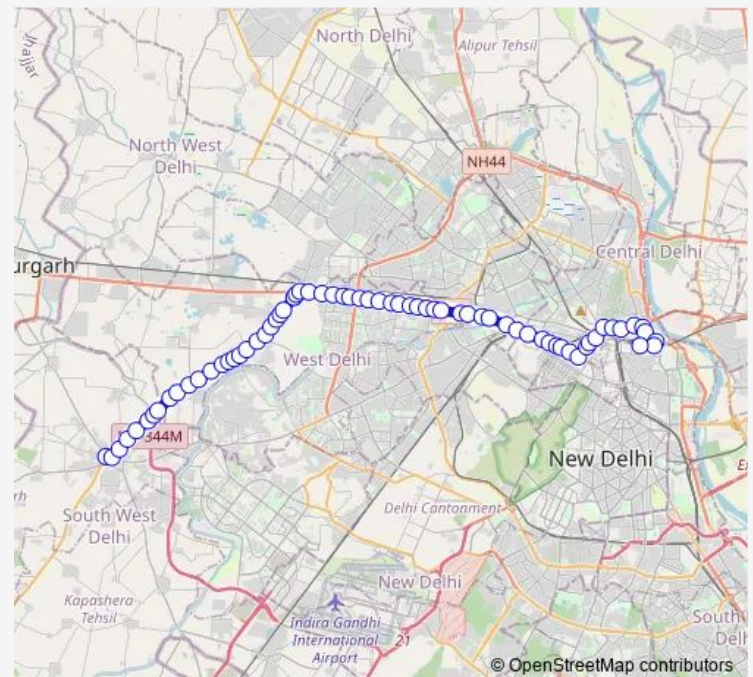 North Delhi
Alipur Tehsil
Jhajjar
North West
Delhi
NH44
Central Delhi
urgarh
West Delhi
344M
New Delhi
South West
Delhi
Delhi Cantonment
New Delhi
Kapashera
Tehsil
Indira Gandhi
International
Airport
21
South
Delh
© OpenStreetMap contributors